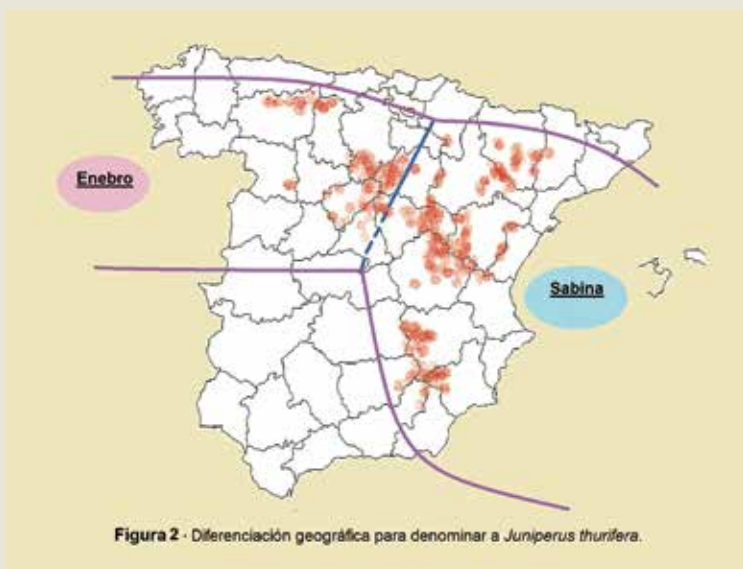 Enebro
Sabina
Figura 2 - Diferenciación geográfica para denominar a Juniperus thurifera.